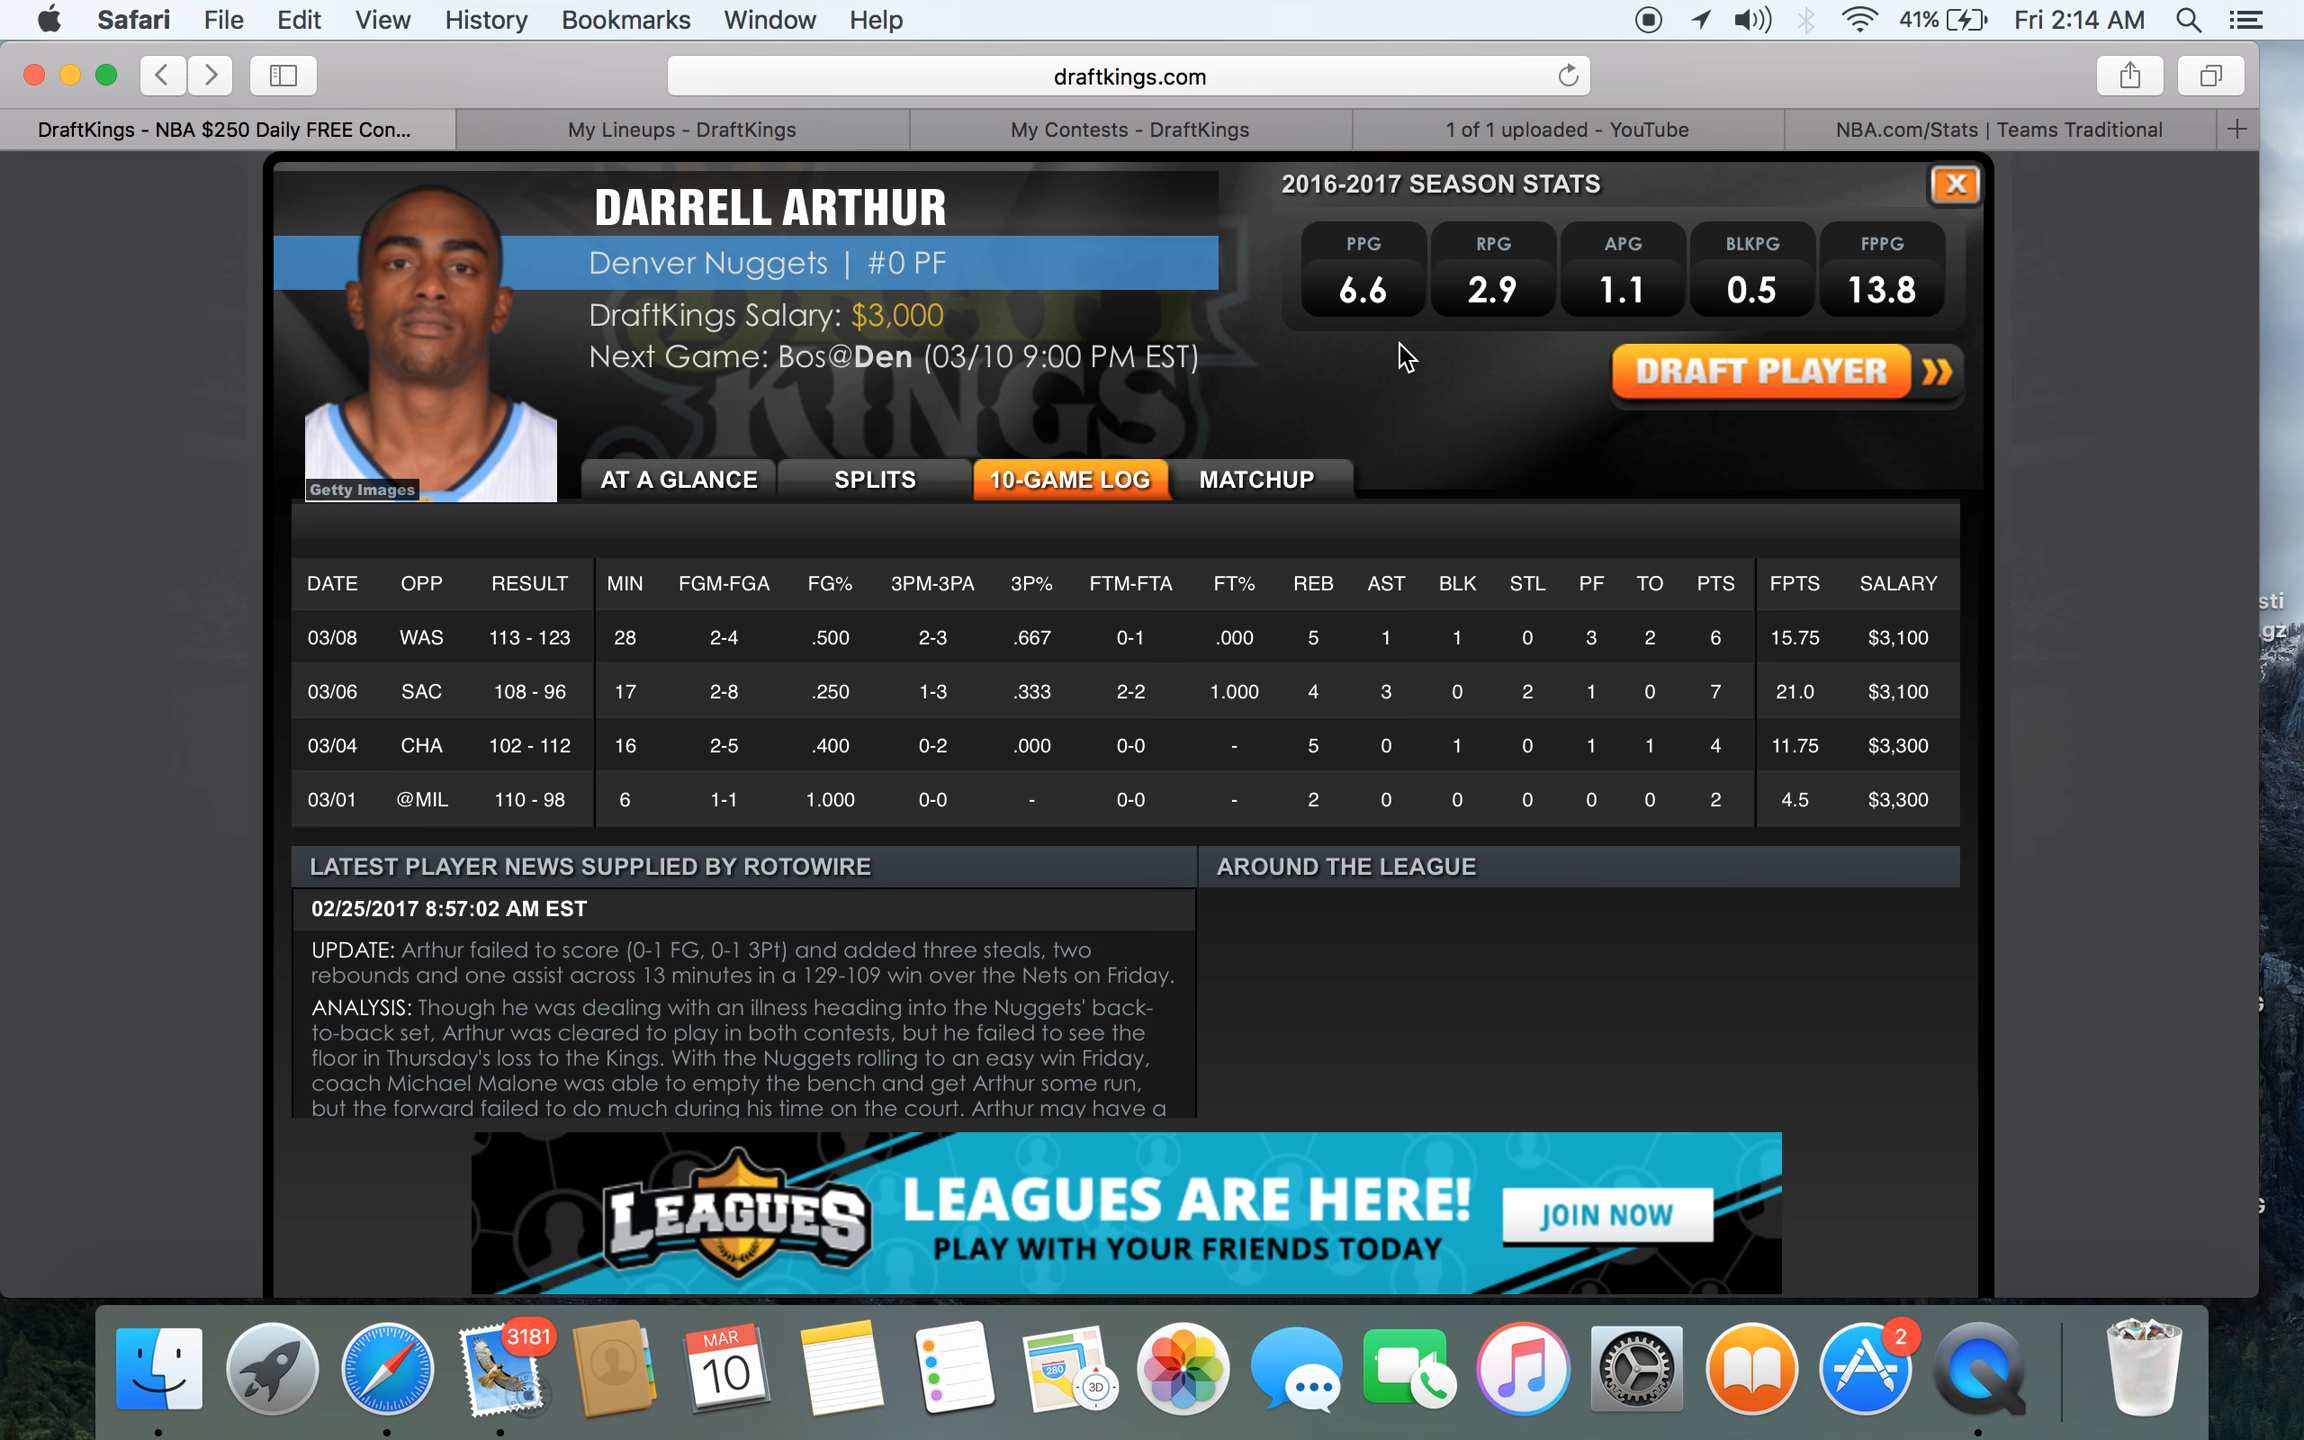 Safari File Edit View History Bookmarks Window Help 41% Fri 2:14 AM
draftkings.com
DraftKings - NBA $250 Daily FREE Con... My Lineups - DraftKings My Contests - DraftKings 1 of 1 uploaded - YouTube NBA.com/Stats | Teams Traditional
DARRELL ARTHUR
Denver Nuggets | #0 PF
DraftKings Salary: $3,000
Next Game: Bos@Den (03/10 9:00 PM EST)
KINGS
Getty Images
2016-2017 SEASON STATS
X
PPG RPG APG BLKPG FPPG
6.6 2.9 1.1 0.5 13.8
DRAFT PLAYER
AT A GLANCE SPLITS 10-GAME LOG MATCHUP
DATE OPP RESULT MIN FGM-FGA FG% 3PM-3PA 3P% FTM-FTA FT% REB AST BLK STL PF TO PTS FPTS SALARY
03/08 WAS 113 - 123 28 2-4 .500 2-3 .667 0-1 .000 5 1 1 0 3 2 6 15.75 $3,100
03/06 SAC 108 - 96 17 2-8 .250 1-3 .333 2-2 1.000 4 3 0 2 1 0 7 21.0 $3,100
03/04 CHA 102 - 112 16 2-5 .400 0-2 .000 0-0 - 5 0 1 0 1 1 4 11.75 $3,300
03/01 @MIL 110 - 98 6 1-1 1.000 0-0 - 0-0 - 2 0 0 0 0 0 2 4.5 $3,300
LATEST PLAYER NEWS SUPPLIED BY ROTOWIRE
02/25/2017 8:57:02 AM EST
UPDATE: Arthur failed to score (0-1 FG, 0-1 3Pt) and added three steals, two
rebounds and one assist across 13 minutes in a 129-109 win over the Nets on Friday.
ANALYSIS: Though he was dealing with an illness heading into the Nuggets' back-
to-back set, Arthur was cleared to play in both contests, but he failed to see the
floor in Thursday's loss to the Kings. With the Nuggets rolling to an easy win Friday,
coach Michael Malone was able to empty the bench and get Arthur some run,
but the forward failed to do much during his time on the court. Arthur may have a
AROUND THE LEAGUE
LEAGUES
LEAGUES ARE HERE!
PLAY WITH YOUR FRIENDS TODAY
JOIN NOW
sti
.gz
3181
MAR
10
280
3D
2